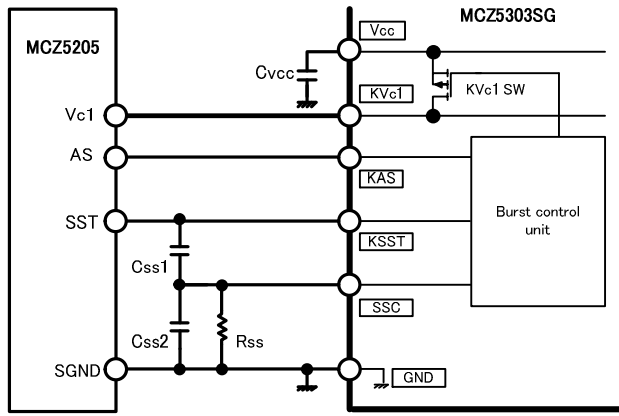 MCZ5205
MCZ5303SG
Vcc
Cvcc
KVc1
KVc1 SW
Vc1
AS
KAS
Burst control
unit
SST
KSST
Css1
SSC
Css2
Rss
SGND
GND